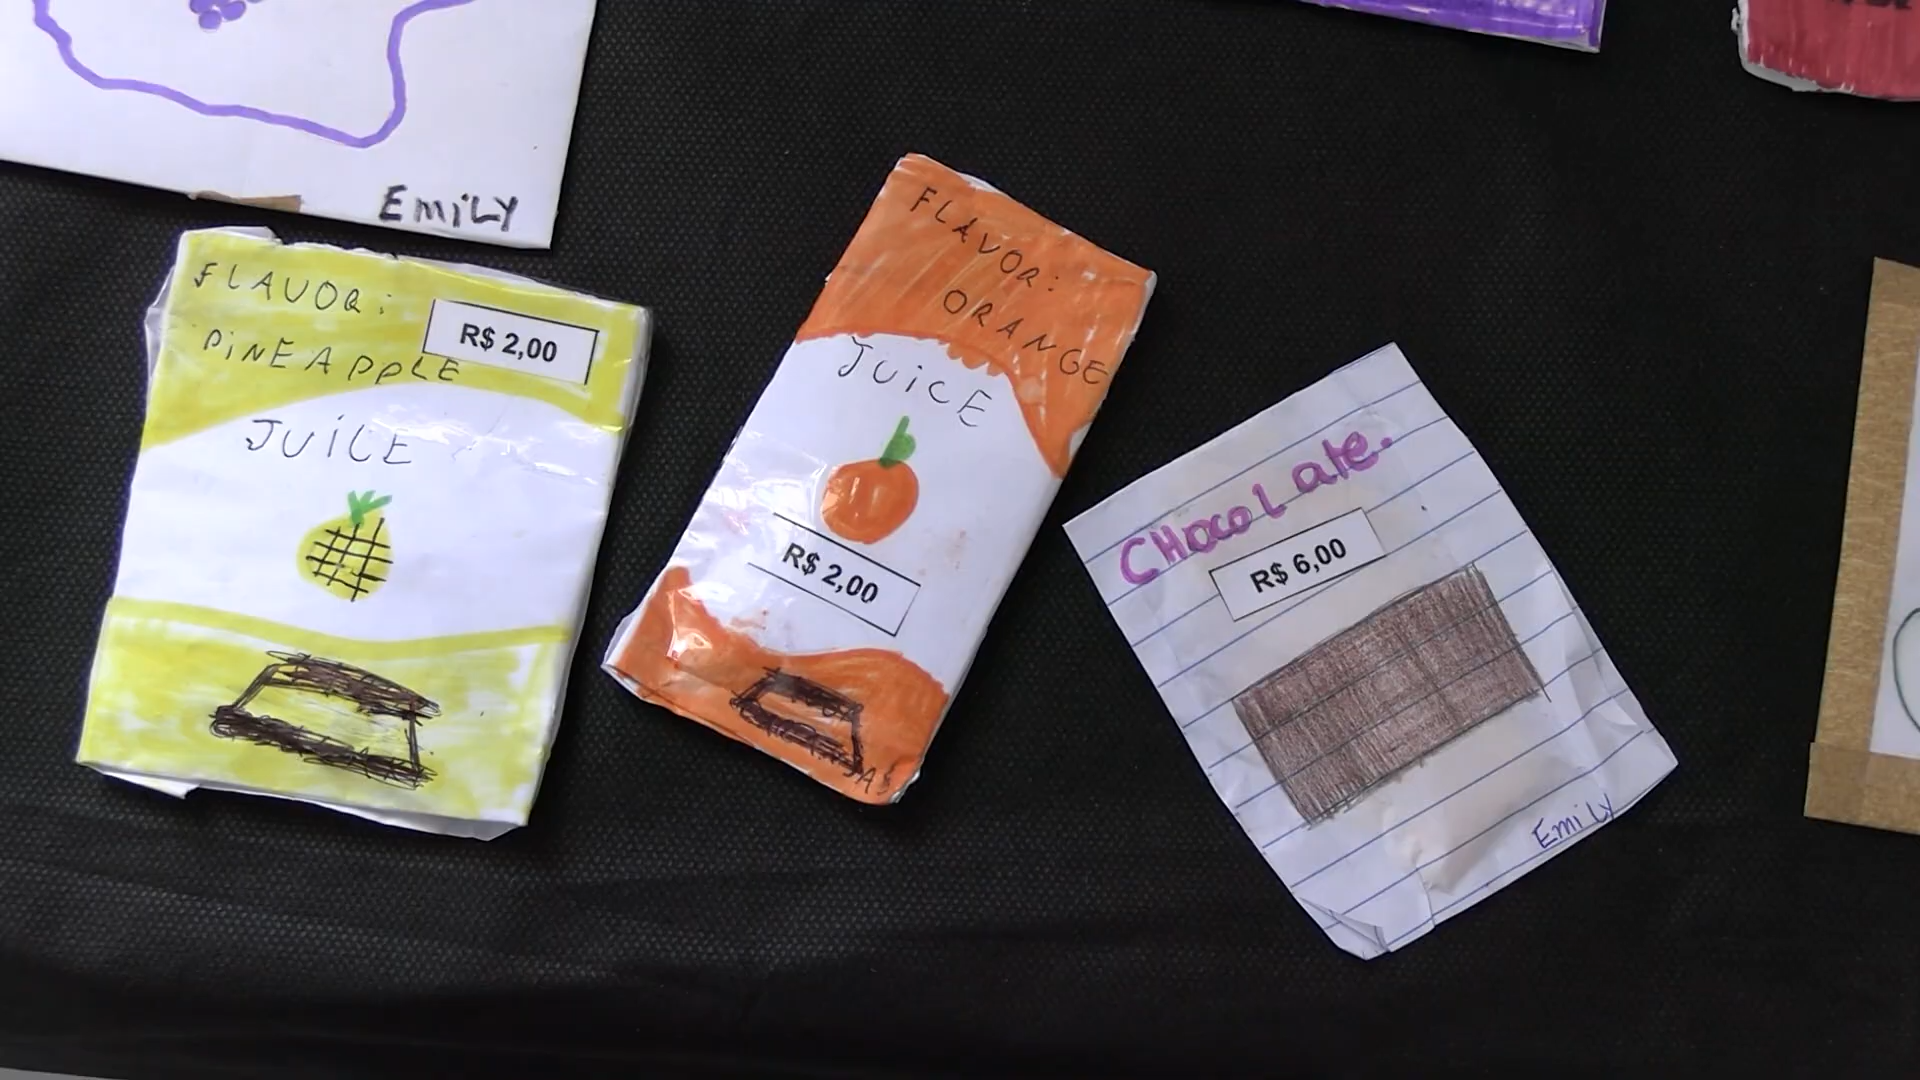 EMiLY
FLAVOR:
PINEAPPLE
R$ 2,00
JUICE
FLAVOR:
ORANGE
JUICE
R$ 2,00
CHocoLate.
R$ 6,00
EmiLY